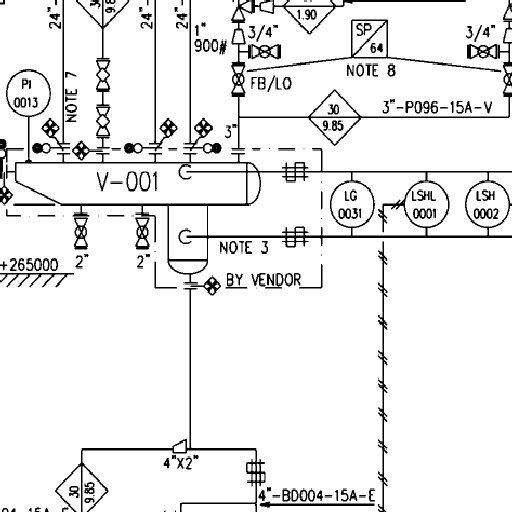 24"
9.8
24"
24"
1"
900#
1.90
3/4"
SP
64
3/4"
NOTE 8
FB/LO
PI
0013
NOTE 7
3"
30
9.85
3"-P096-15A-V
V-001
LG
0031
LSHL
0001
LSH
0002
NOTE 3
2"
2"
+265000
BY VENDOR
4"X2"
30
9.85
4"-BD004-15A-E
04-15A-E